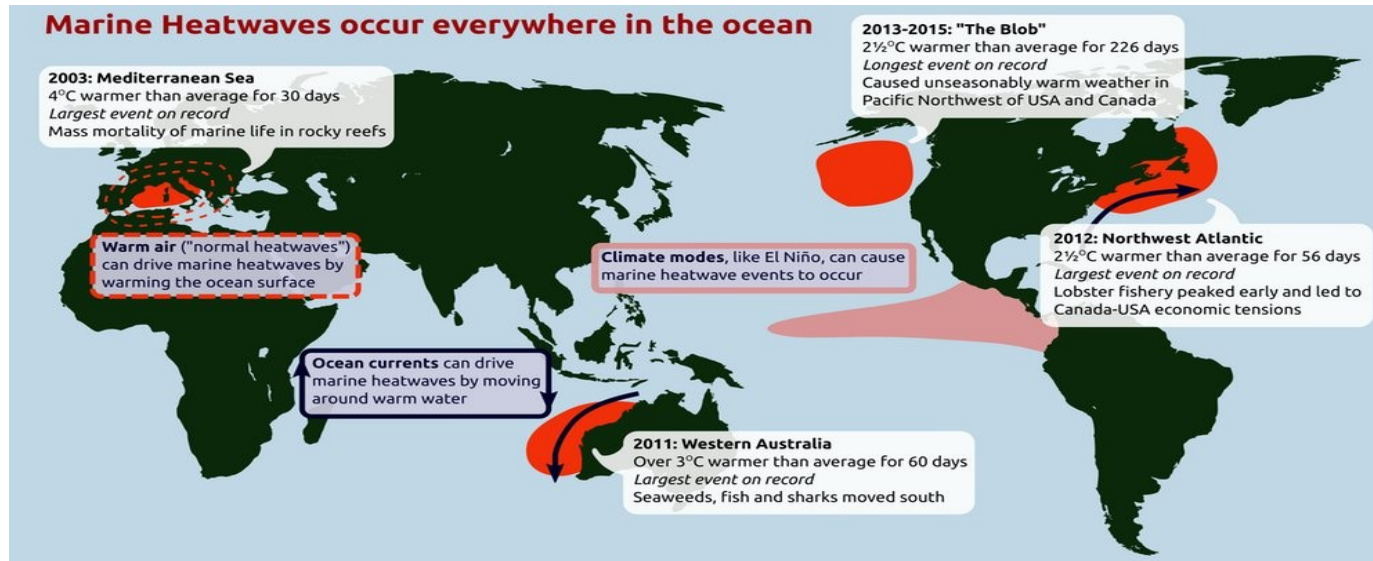 Marine Heatwaves occur everywhere in the ocean
2003: Mediterranean Sea
4°C warmer than average for 30 days
Largest event on record
Mass mortality of marine life in rocky reefs
2013-2015: "The Blob"
2½°C warmer than average for 226 days
Longest event on record
Caused unseasonably warm weather in
Pacific Northwest of USA and Canada
Warm air ("normal heatwaves")
can drive marine heatwaves by
warming the ocean surface
Climate modes, like El Niño, can cause
marine heatwave events to occur
2012: Northwest Atlantic
2½°C warmer than average for 56 days
Largest event on record
Lobster fishery peaked early and led to
Canada-USA economic tensions
Ocean currents can drive
marine heatwaves by moving
around warm water
2011: Western Australia
Over 3°C warmer than average for 60 days
Largest event on record
Seaweeds, fish and sharks moved south